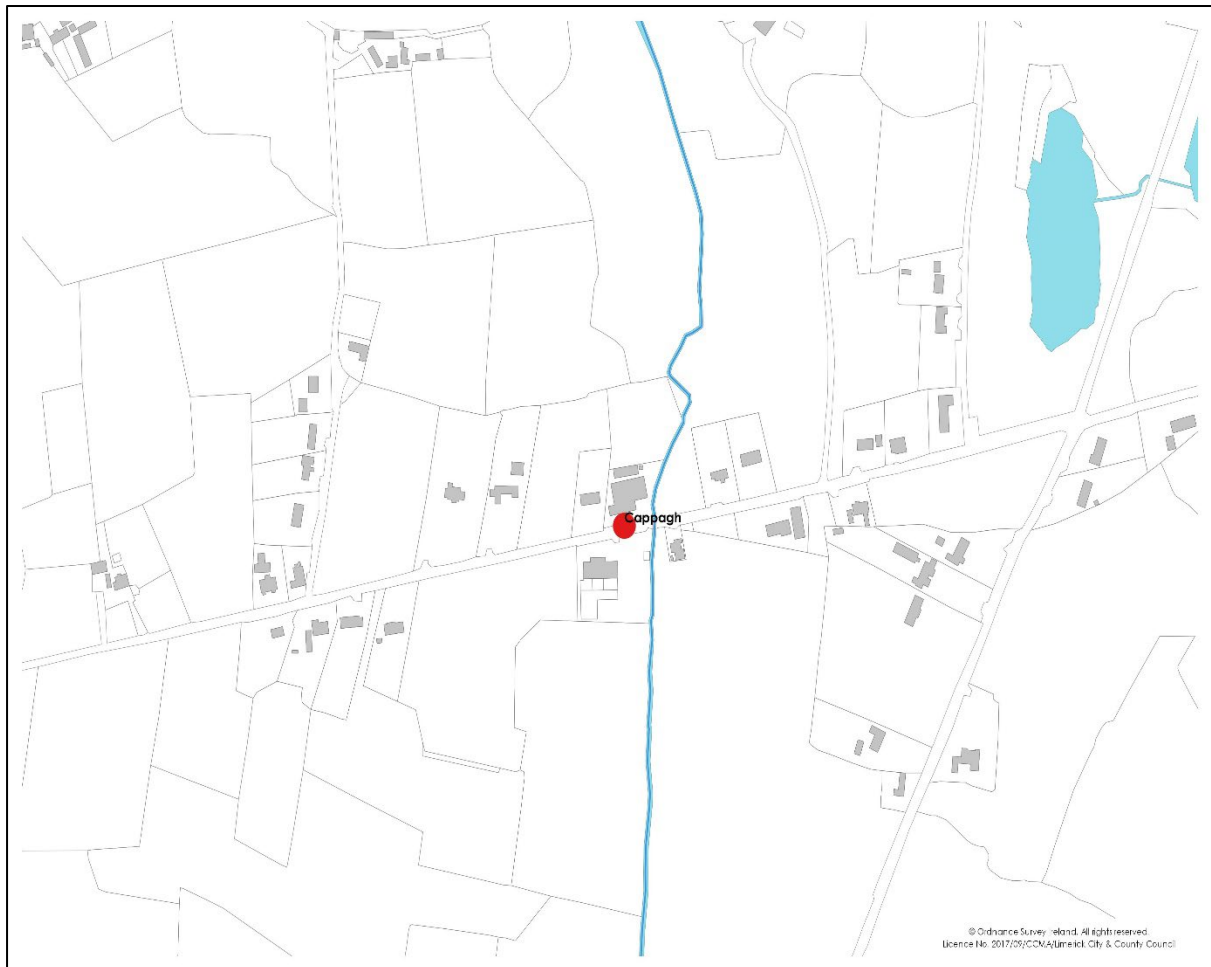 Cappagh
© Ordnance Survey Ireland. All rights reserved.
Licence No. 2017/09/CCMA/Limerick City & County Council